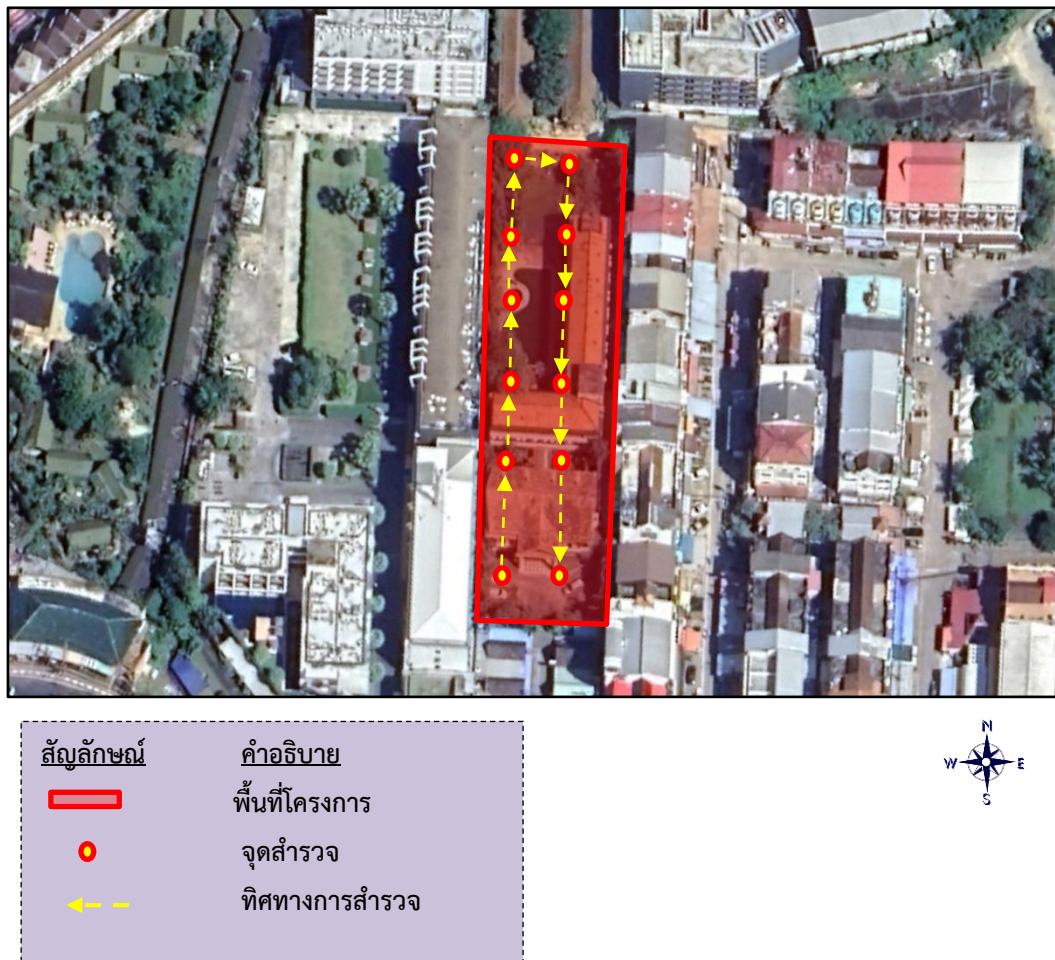 N
W E
S
สัญลักษณ์ คำอธิบาย
พื้นที่โครงการ
จุดสำรวจ
ทิศทางการสำรวจ